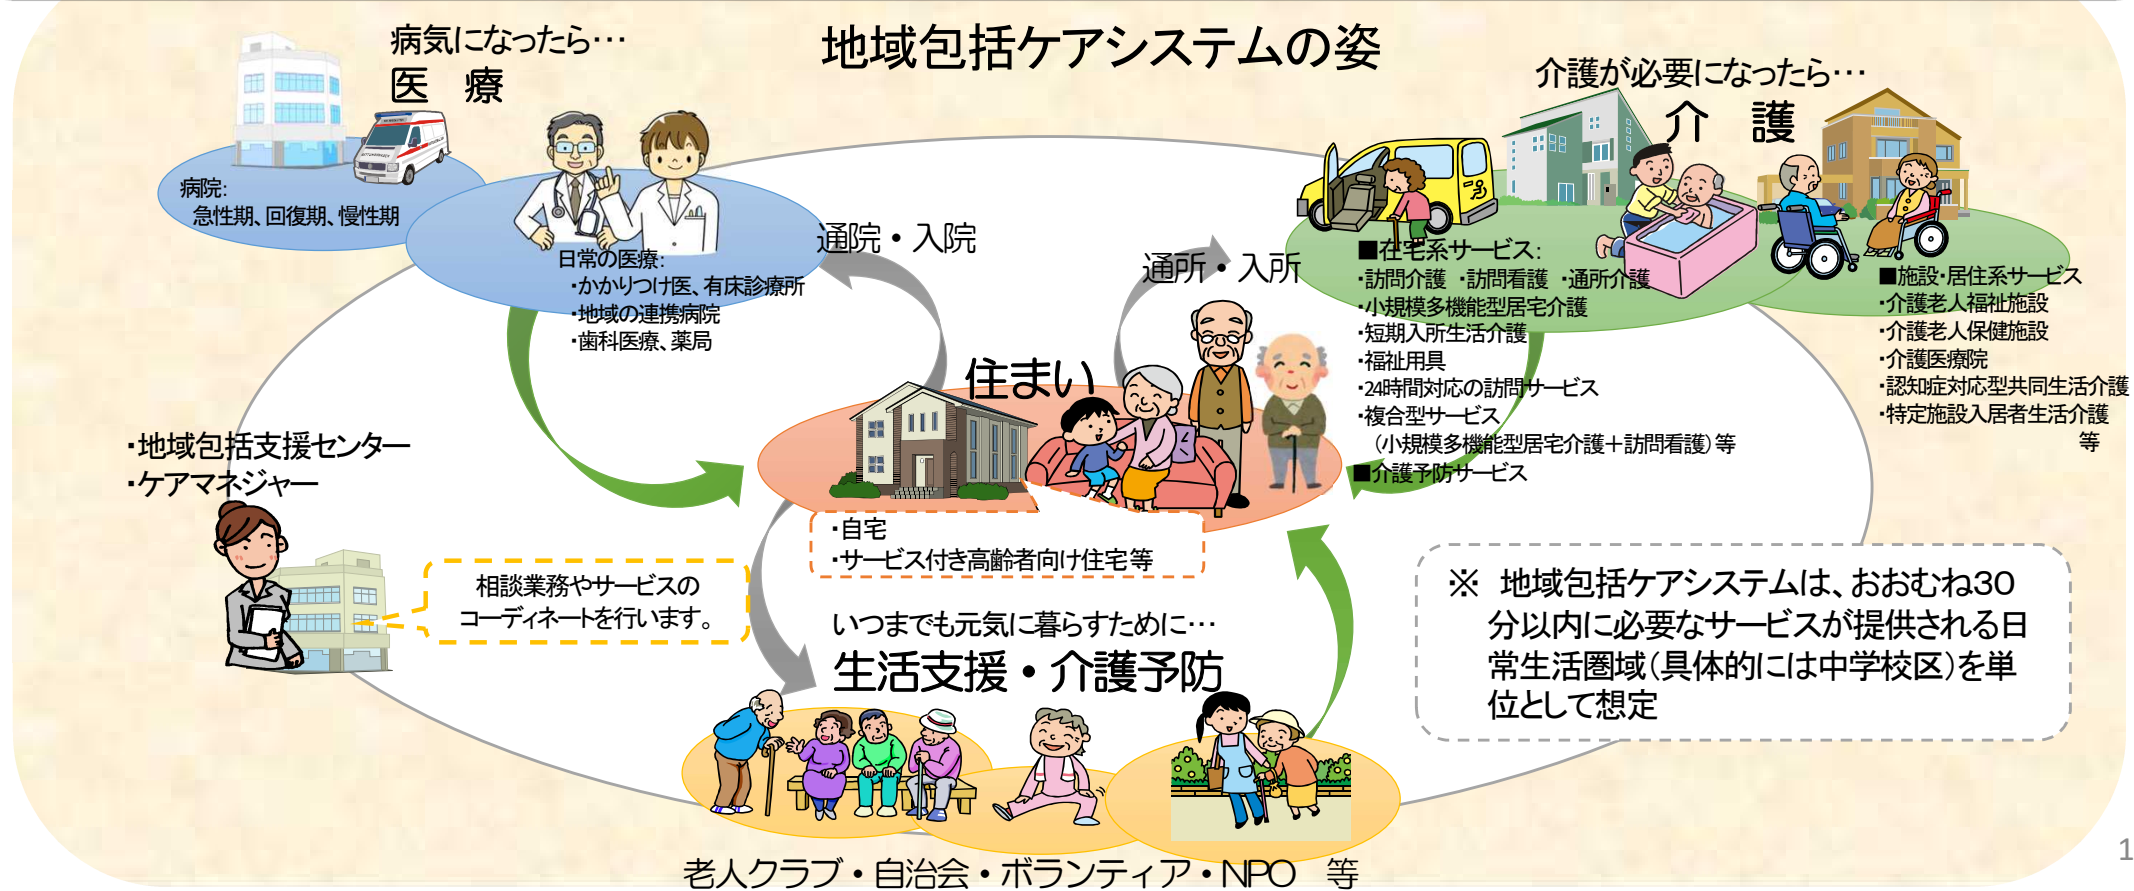 地域包括ケアシステムの姿
病気になったら…
医　療
病院:
急性期、回復期、慢性期
日常の医療:
・かかりつけ医、有床診療所
・地域の連携病院
・歯科医療、薬局
通院・入院
通所・入所
介護が必要になったら…
介　護
■在宅系サービス:
・訪問介護 ・訪問看護 ・通所介護
・小規模多機能型居宅介護
・短期入所生活介護
・福祉用具
・24時間対応の訪問サービス
・複合型サービス
（小規模多機能型居宅介護＋訪問看護）等
■介護予防サービス
■施設・居住系サービス
・介護老人福祉施設
・介護老人保健施設
・介護医療院
・認知症対応型共同生活介護
・特定施設入居者生活介護
等
住まい
・自宅
・サービス付き高齢者向け住宅等
・地域包括支援センター
・ケアマネジャー
相談業務やサービスの
コーディネートを行います。
いつまでも元気に暮らすために…
生活支援・介護予防
老人クラブ・自治会・ボランティア・NPO　等
※ 地域包括ケアシステムは、おおむね30
分以内に必要なサービスが提供される日
常生活圏域（具体的には中学校区）を単
位として想定
1